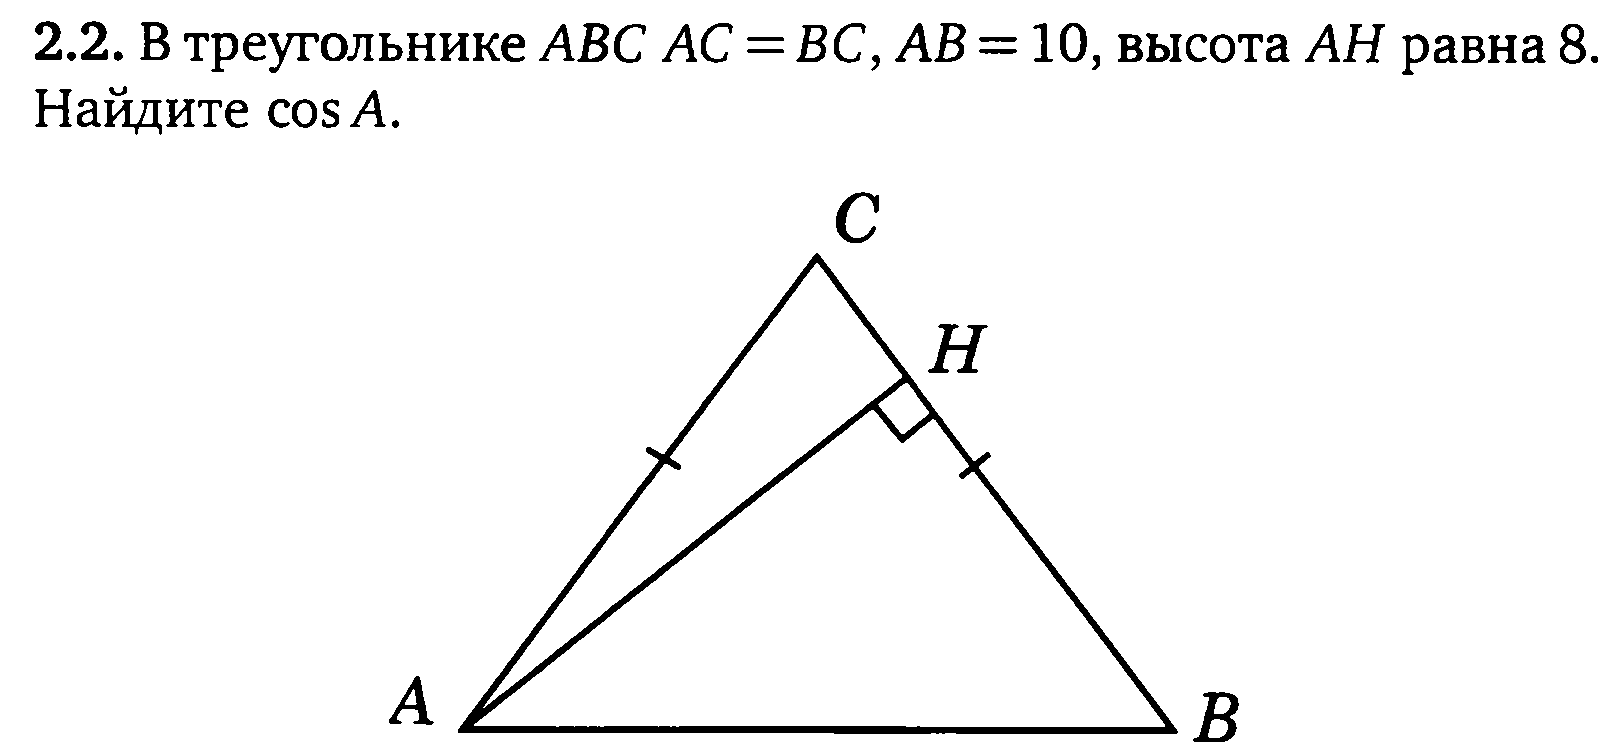 2.2. В треугольнике ABC AC = BC, AB = 10, высота AH равна 8.
Найдите cos A.
C
H
A
B